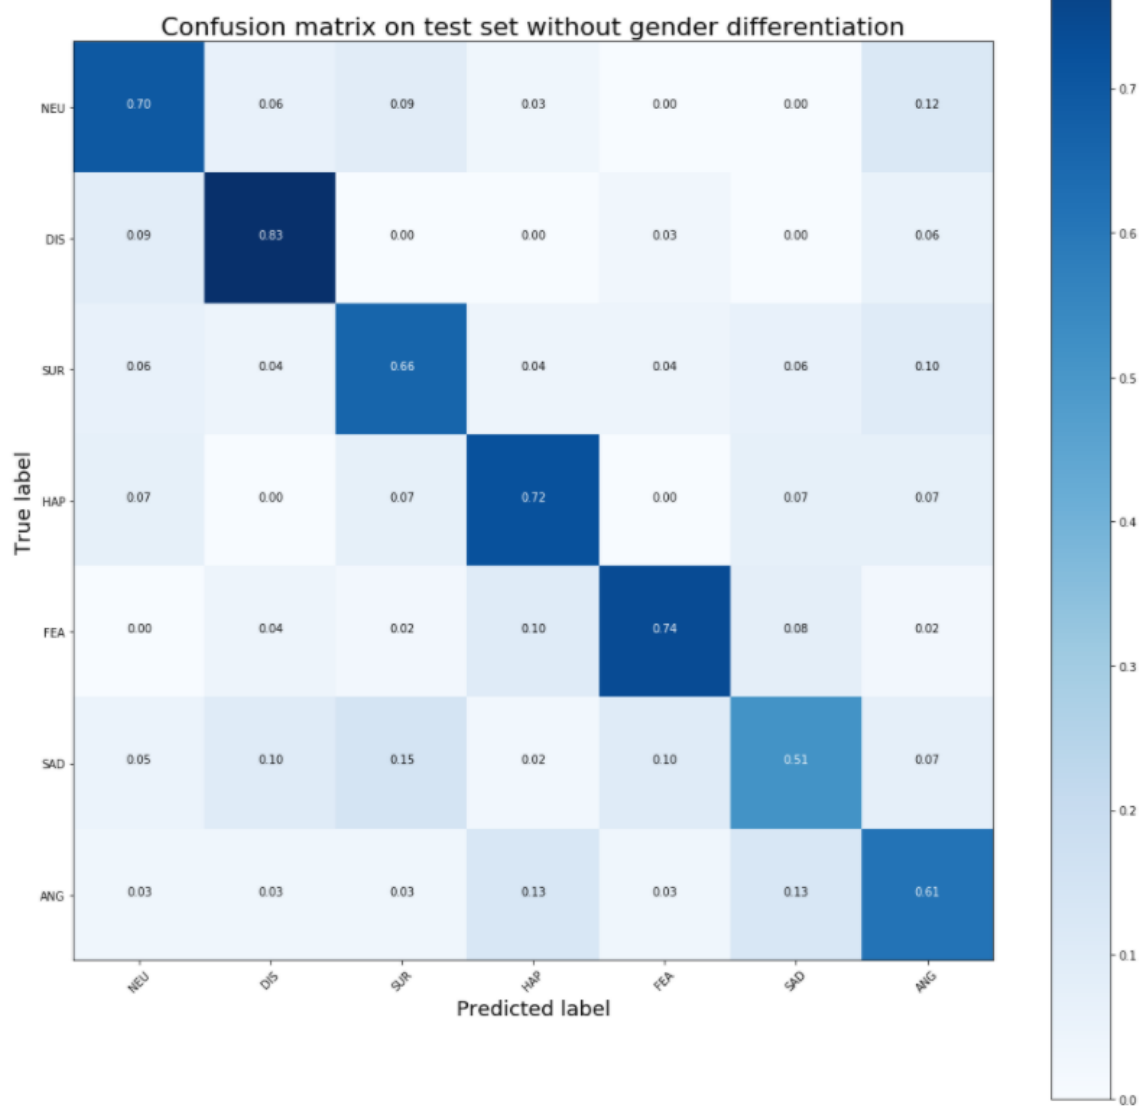 Confusion matrix on test set without gender differentiation
True label
NEU 0.70 0.06 0.09 0.03 0.00 0.00 0.12
DIS 0.09 0.83 0.00 0.00 0.03 0.00 0.06
SUR 0.06 0.04 0.66 0.04 0.04 0.06 0.10
HAP 0.07 0.00 0.07 0.72 0.00 0.07 0.07
FEA 0.00 0.04 0.02 0.10 0.74 0.08 0.02
SAD 0.05 0.10 0.15 0.02 0.10 0.51 0.07
ANG 0.03 0.03 0.03 0.13 0.03 0.13 0.61
NEU DIS SUR HAP FEA SAD ANG
Predicted label
0.7
0.6
0.5
0.4
0.3
0.2
0.1
0.0